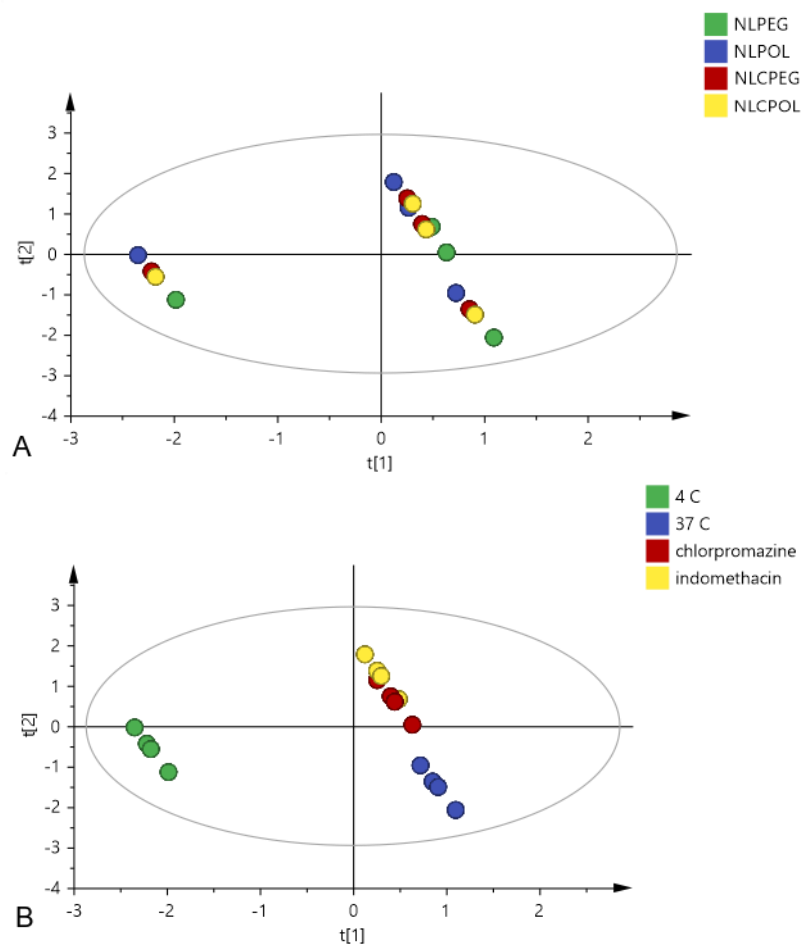 NLPEG
NLPOL
NLCPEG
NLCPOL
3
2
1
0
-1
-2
-3
-4
t[2]
-3 -2 -1 0 1 2
t[1]
A
4 C
37 C
chlorpromazine
indomethacin
3
2
1
0
-1
-2
-3
-4
t[2]
-3 -2 -1 0 1 2
t[1]
B